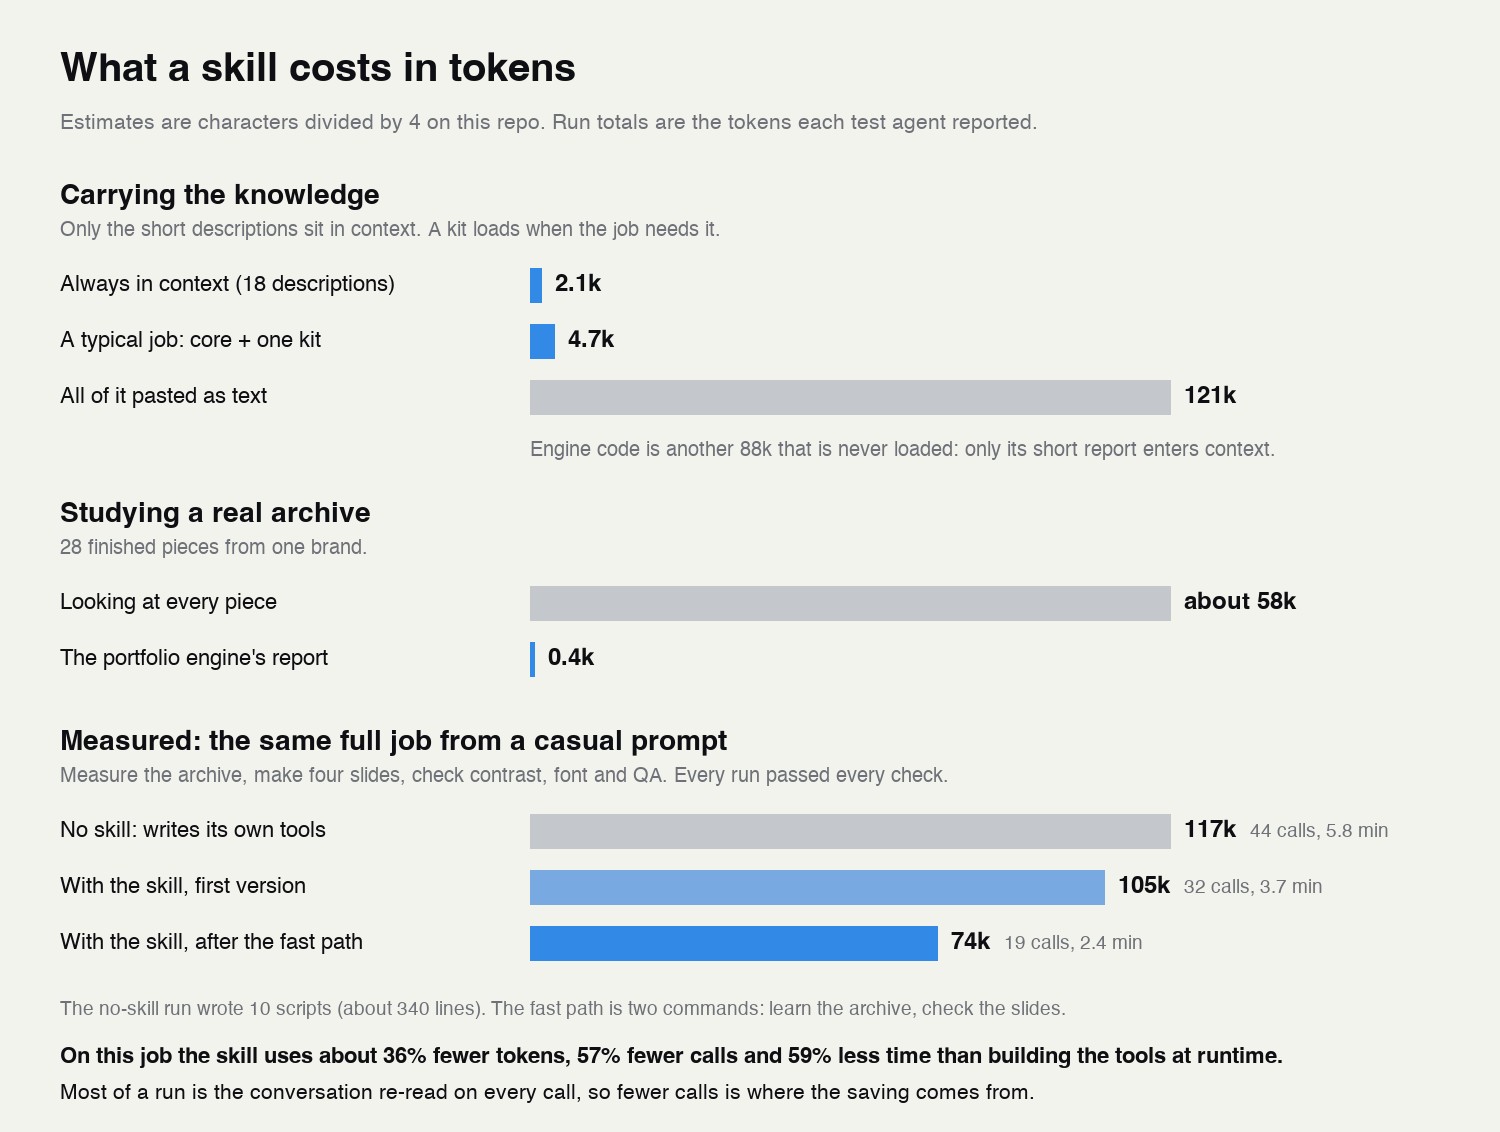 What a skill costs in tokens
Estimates are characters divided by 4 on this repo. Run totals are the tokens each test agent reported.
Carrying the knowledge
Only the short descriptions sit in context. A kit loads when the job needs it.
Always in context (18 descriptions) 2.1k
A typical job: core + one kit 4.7k
All of it pasted as text 121k
Engine code is another 88k that is never loaded: only its short report enters context.
Studying a real archive
28 finished pieces from one brand.
Looking at every piece about 58k
The portfolio engine's report 0.4k
Measured: the same full job from a casual prompt
Measure the archive, make four slides, check contrast, font and QA. Every run passed every check.
No skill: writes its own tools 117k 44 calls, 5.8 min
With the skill, first version 105k 32 calls, 3.7 min
With the skill, after the fast path 74k 19 calls, 2.4 min
The no-skill run wrote 10 scripts (about 340 lines). The fast path is two commands: learn the archive, check the slides.
On this job the skill uses about 36% fewer tokens, 57% fewer calls and 59% less time than building the tools at runtime.
Most of a run is the conversation re-read on every call, so fewer calls is where the saving comes from.